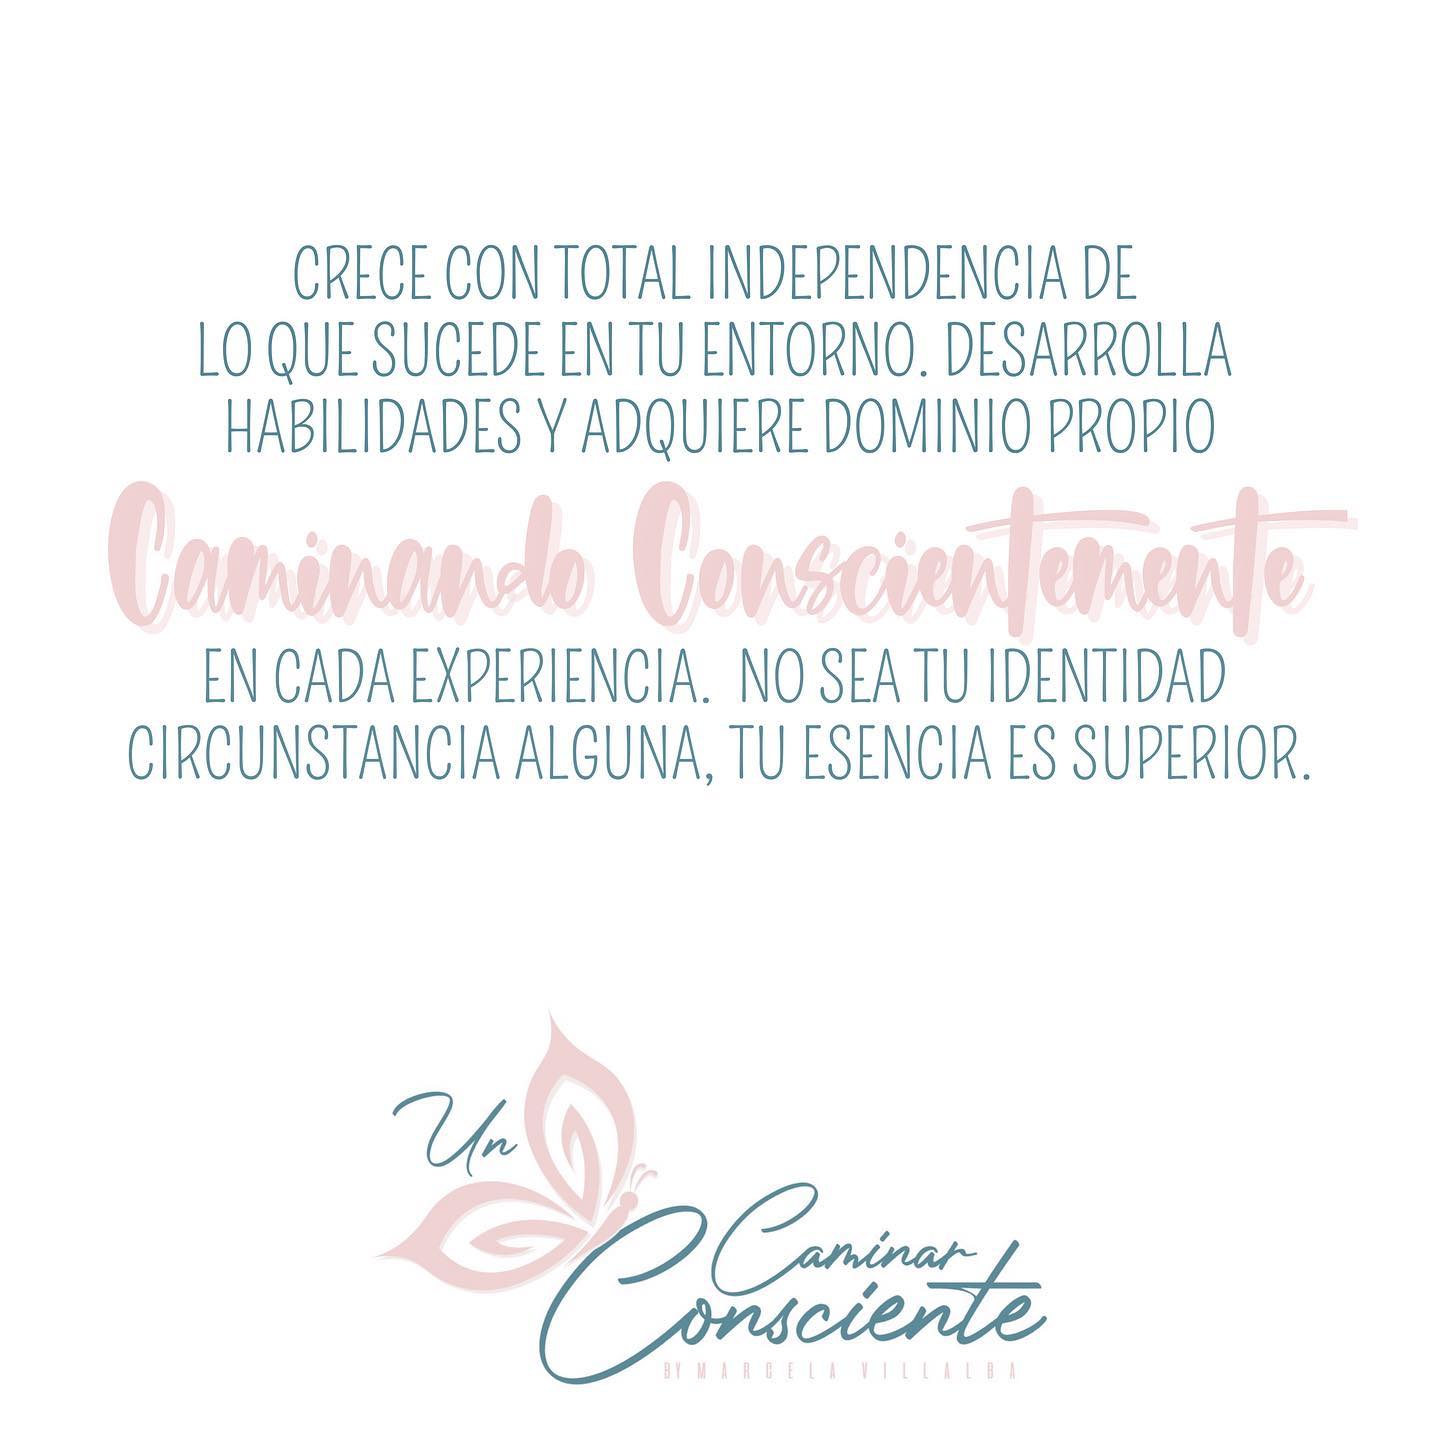 CRECE CON TOTAL INDEPENDENCIA DE
LO QUE SUCEDE EN TU ENTORNO. DESARROLLA
HABILIDADES Y ADQUIERE DOMINIO PROPIO
Caminando Conscientemente
EN CADA EXPERIENCIA. NO SEA TU IDENTIDAD
CIRCUNSTANCIA ALGUNA, TU ESENCIA ES SUPERIOR.
Un
Caminar
Consciente
BY MARCELA VILLALBA